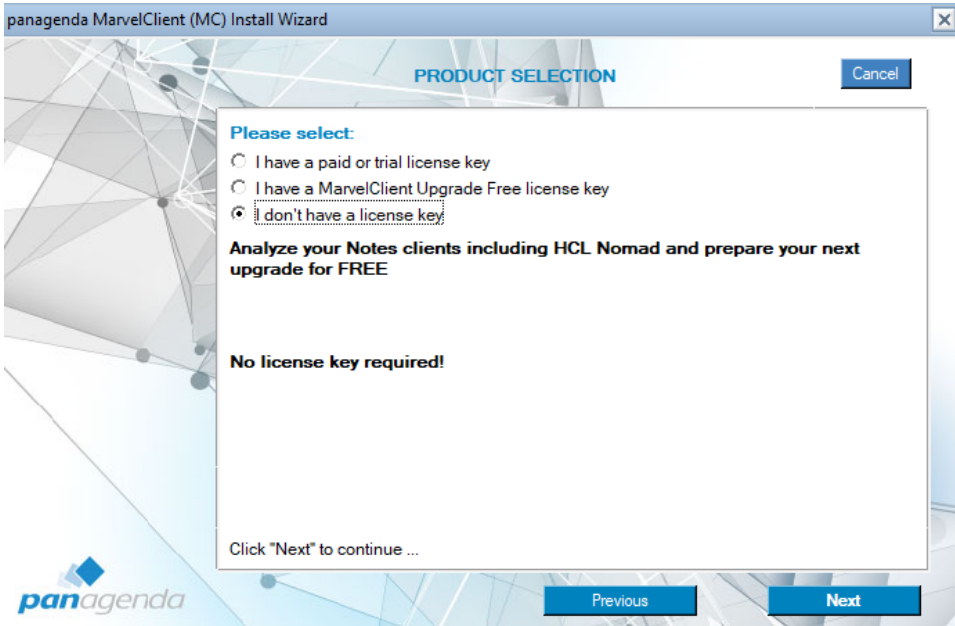 panagenda MarvelClient (MC) Install Wizard
PRODUCT SELECTION
Cancel
Please select:
I have a paid or trial license key
I have a MarvelClient Upgrade Free license key
I don't have a license key
Analyze your Notes clients including HCL Nomad and prepare your next
upgrade for FREE
No license key required!
Click "Next" to continue ...
panagenda
Previous
Next